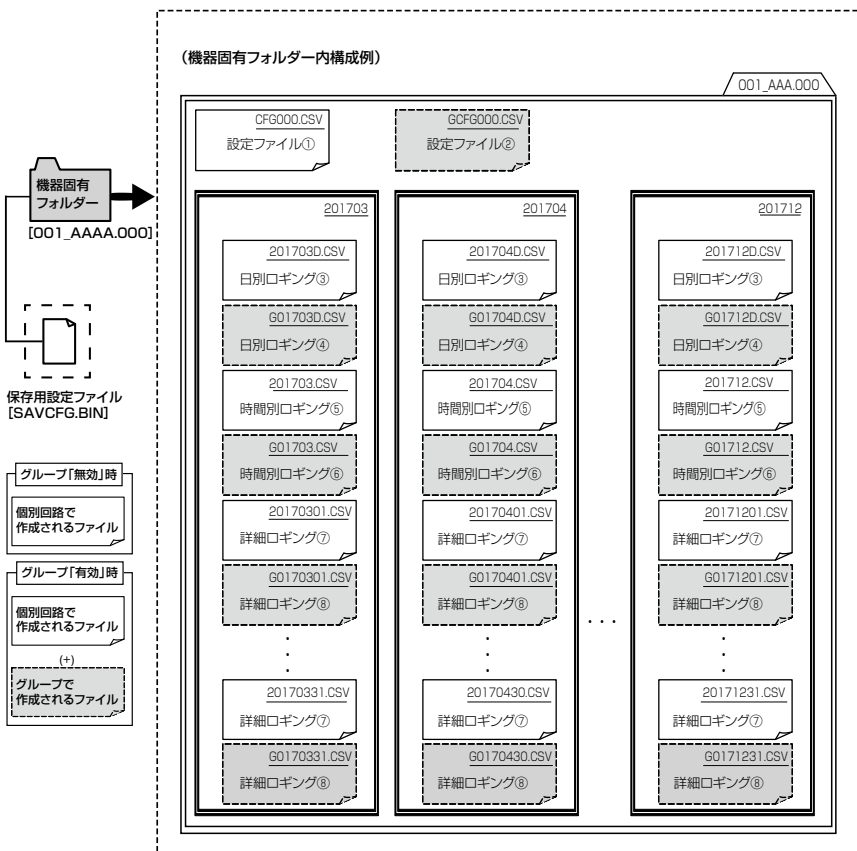 (機器固有フォルダー内構成例)
001_AAA.000
CFG000.CSV
設定ファイル①
GCFG000.CSV
設定ファイル②
機器固有
フォルダー
[001_AAAA.000]
保存用設定ファイル
[SAVCFG.BIN]
グループ「無効」時
個別回路で
作成されるファイル
グループ「有効」時
個別回路で
作成されるファイル
(+)
グループで
作成されるファイル
201703
201703D.CSV
日別ロギング③
G01703D.CSV
日別ロギング④
201703.CSV
時間別ロギング⑤
G01703.CSV
時間別ロギング⑥
20170301.CSV
詳細ロギング⑦
G0170301.CSV
詳細ロギング⑧
20170331.CSV
詳細ロギング⑦
G0170331.CSV
詳細ロギング⑧
201704
201704D.CSV
日別ロギング③
G01704D.CSV
日別ロギング④
201704.CSV
時間別ロギング⑤
G01704.CSV
時間別ロギング⑥
20170401.CSV
詳細ロギング⑦
G0170401.CSV
詳細ロギング⑧
20170430.CSV
詳細ロギング⑦
G0170430.CSV
詳細ロギング⑧
・・・
201712
201712D.CSV
日別ロギング③
G01712D.CSV
日別ロギング④
201712.CSV
時間別ロギング⑤
G01712.CSV
時間別ロギング⑥
20171201.CSV
詳細ロギング⑦
G0171201.CSV
詳細ロギング⑧
20171231.CSV
詳細ロギング⑦
G0171231.CSV
詳細ロギング⑧